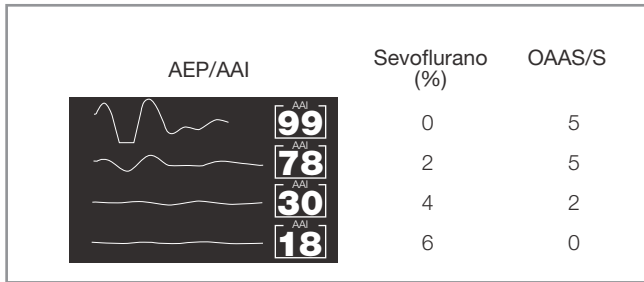 AEP/AAI Sevoflurano (%) OAAS/S
AAI 99 0 5
AAI 78 2 5
AAI 30 4 2
AAI 18 6 0